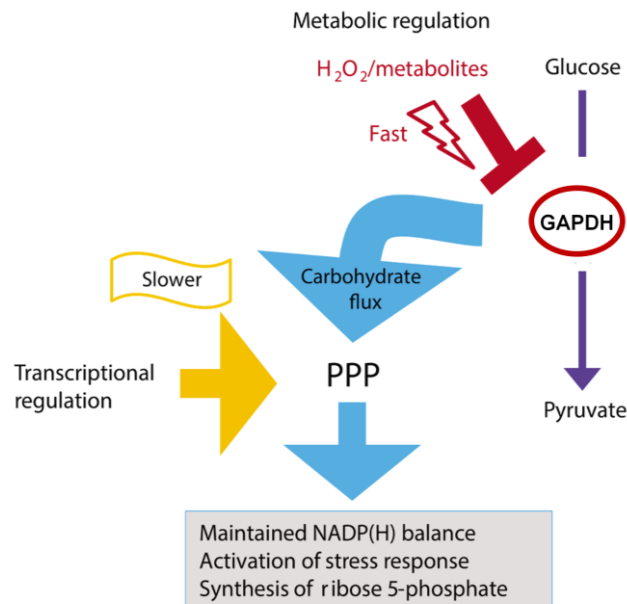 Metabolic regulation
H₂O₂/metabolites
Glucose
Fast
GAPDH
Slower
Carbohydrate
flux
Transcriptional
regulation
PPP
Pyruvate
Maintained NADP(H) balance
Activation of stress response
Synthesis of ribose 5-phosphate